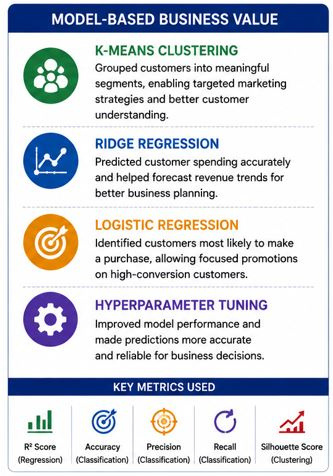 MODEL-BASED BUSINESS VALUE
K-MEANS CLUSTERING
Grouped customers into meaningful
segments, enabling targeted marketing
strategies and better customer
understanding.
RIDGE REGRESSION
Predicted customer spending accurately
and helped forecast revenue trends for
better business planning.
LOGISTIC REGRESSION
Identified customers most likely to make
a purchase, allowing focused promotions
on high-conversion customers.
HYPERPARAMETER TUNING
Improved model performance and
made predictions more accurate
and reliable for business decisions.
KEY METRICS USED
R² Score
(Regression)
Accuracy
(Classification)
Precision
(Classification)
Recall
(Classification)
Silhouette Score
(Clustering)